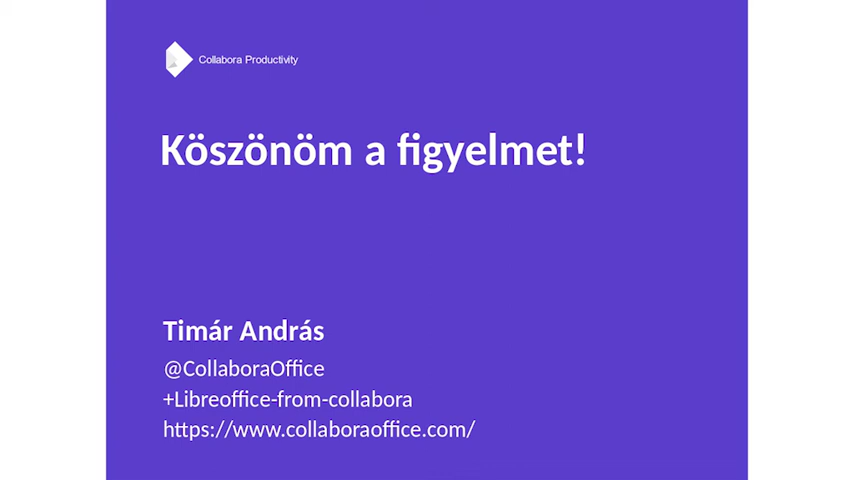 Collabora Productivity
Köszönöm a figyelmet!
Timár András
@CollaboraOffice
+Libreoffice-from-collabora
https://www.collaboraoffice.com/